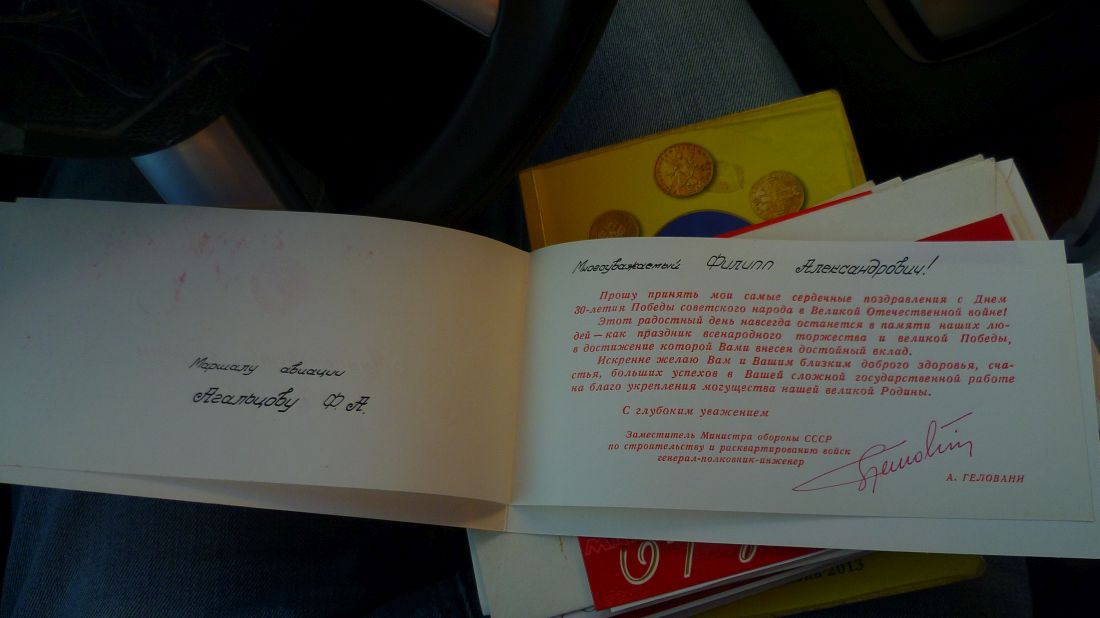 Маршалу авиации
Агальцову Ф. А.
Многоуважаемый Филипп Александрович!
Прошу принять мои самые сердечные поздравления с Днем
30-летия Победы советского народа в Великой Отечественной войне!
Этот радостный день навсегда останется в памяти наших лю-
дей — как праздник всенародного торжества и великой Победы,
в достижение которой Вами внесен достойный вклад.
Искренне желаю Вам и Вашим близким доброго здоровья, сча-
стья, больших успехов в Вашей сложной государственной работе
на благо укрепления могущества нашей великой Родины.
С глубоким уважением
Заместитель Министра обороны СССР
по строительству и расквартированию войск
генерал-полковник-инженер
А. ГЕЛОВАНИ
2013